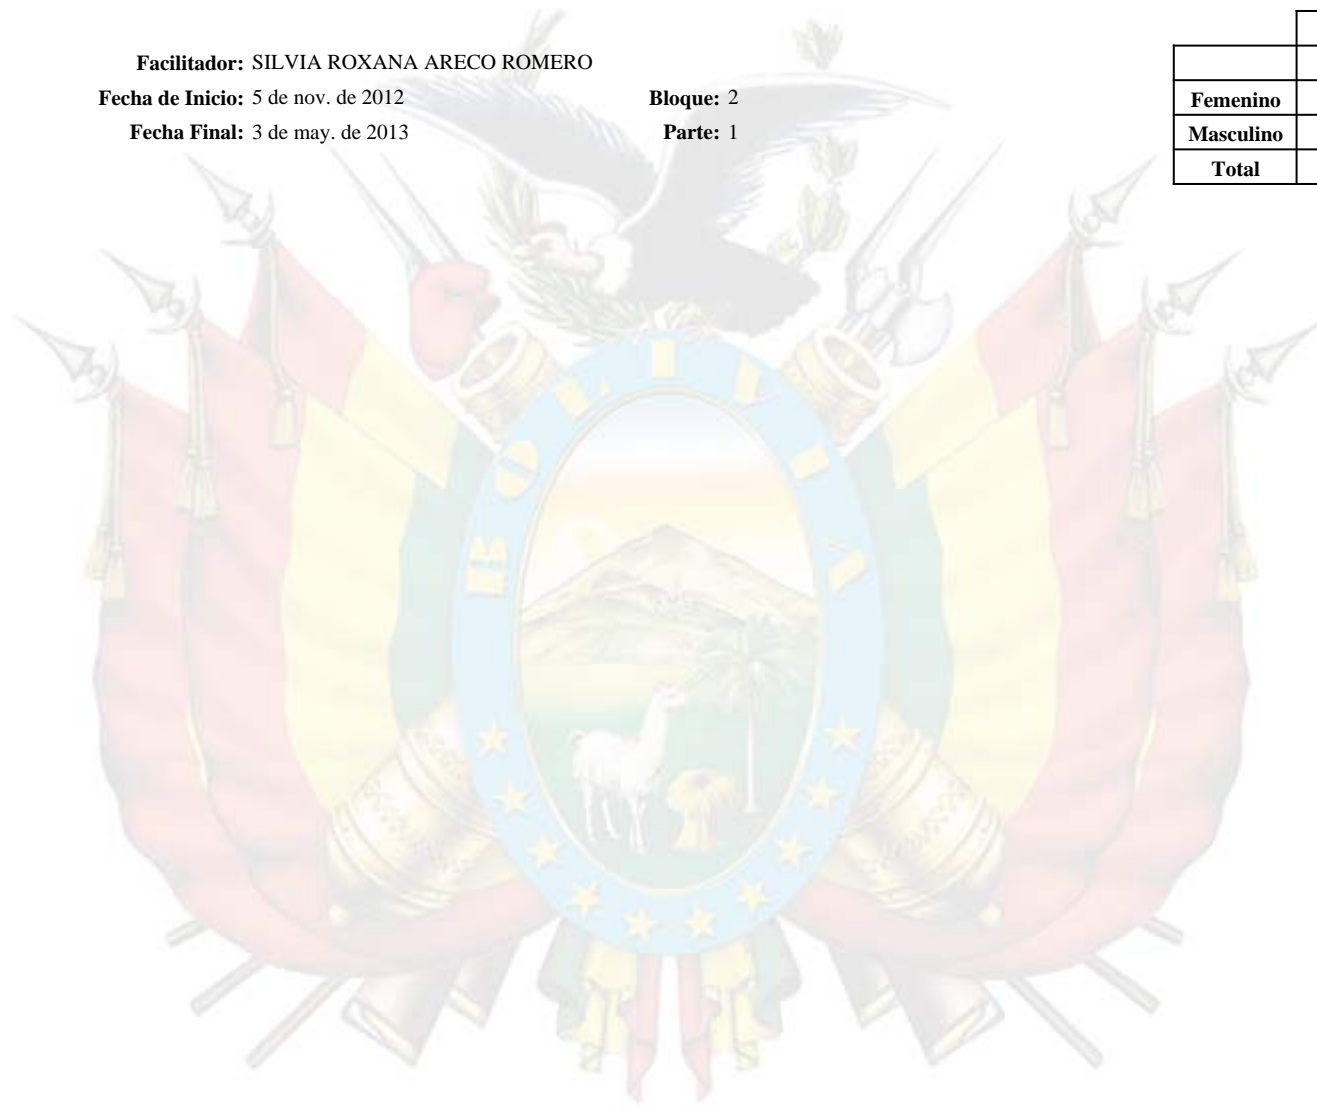 Facilitador: SILVIA ROXANA ARECO ROMERO
Fecha de Inicio: 5 de nov. de 2012 Bloque: 2
Fecha Final: 3 de may. de 2013 Parte: 1
Femenino
Masculino
Total
BOLIVIA